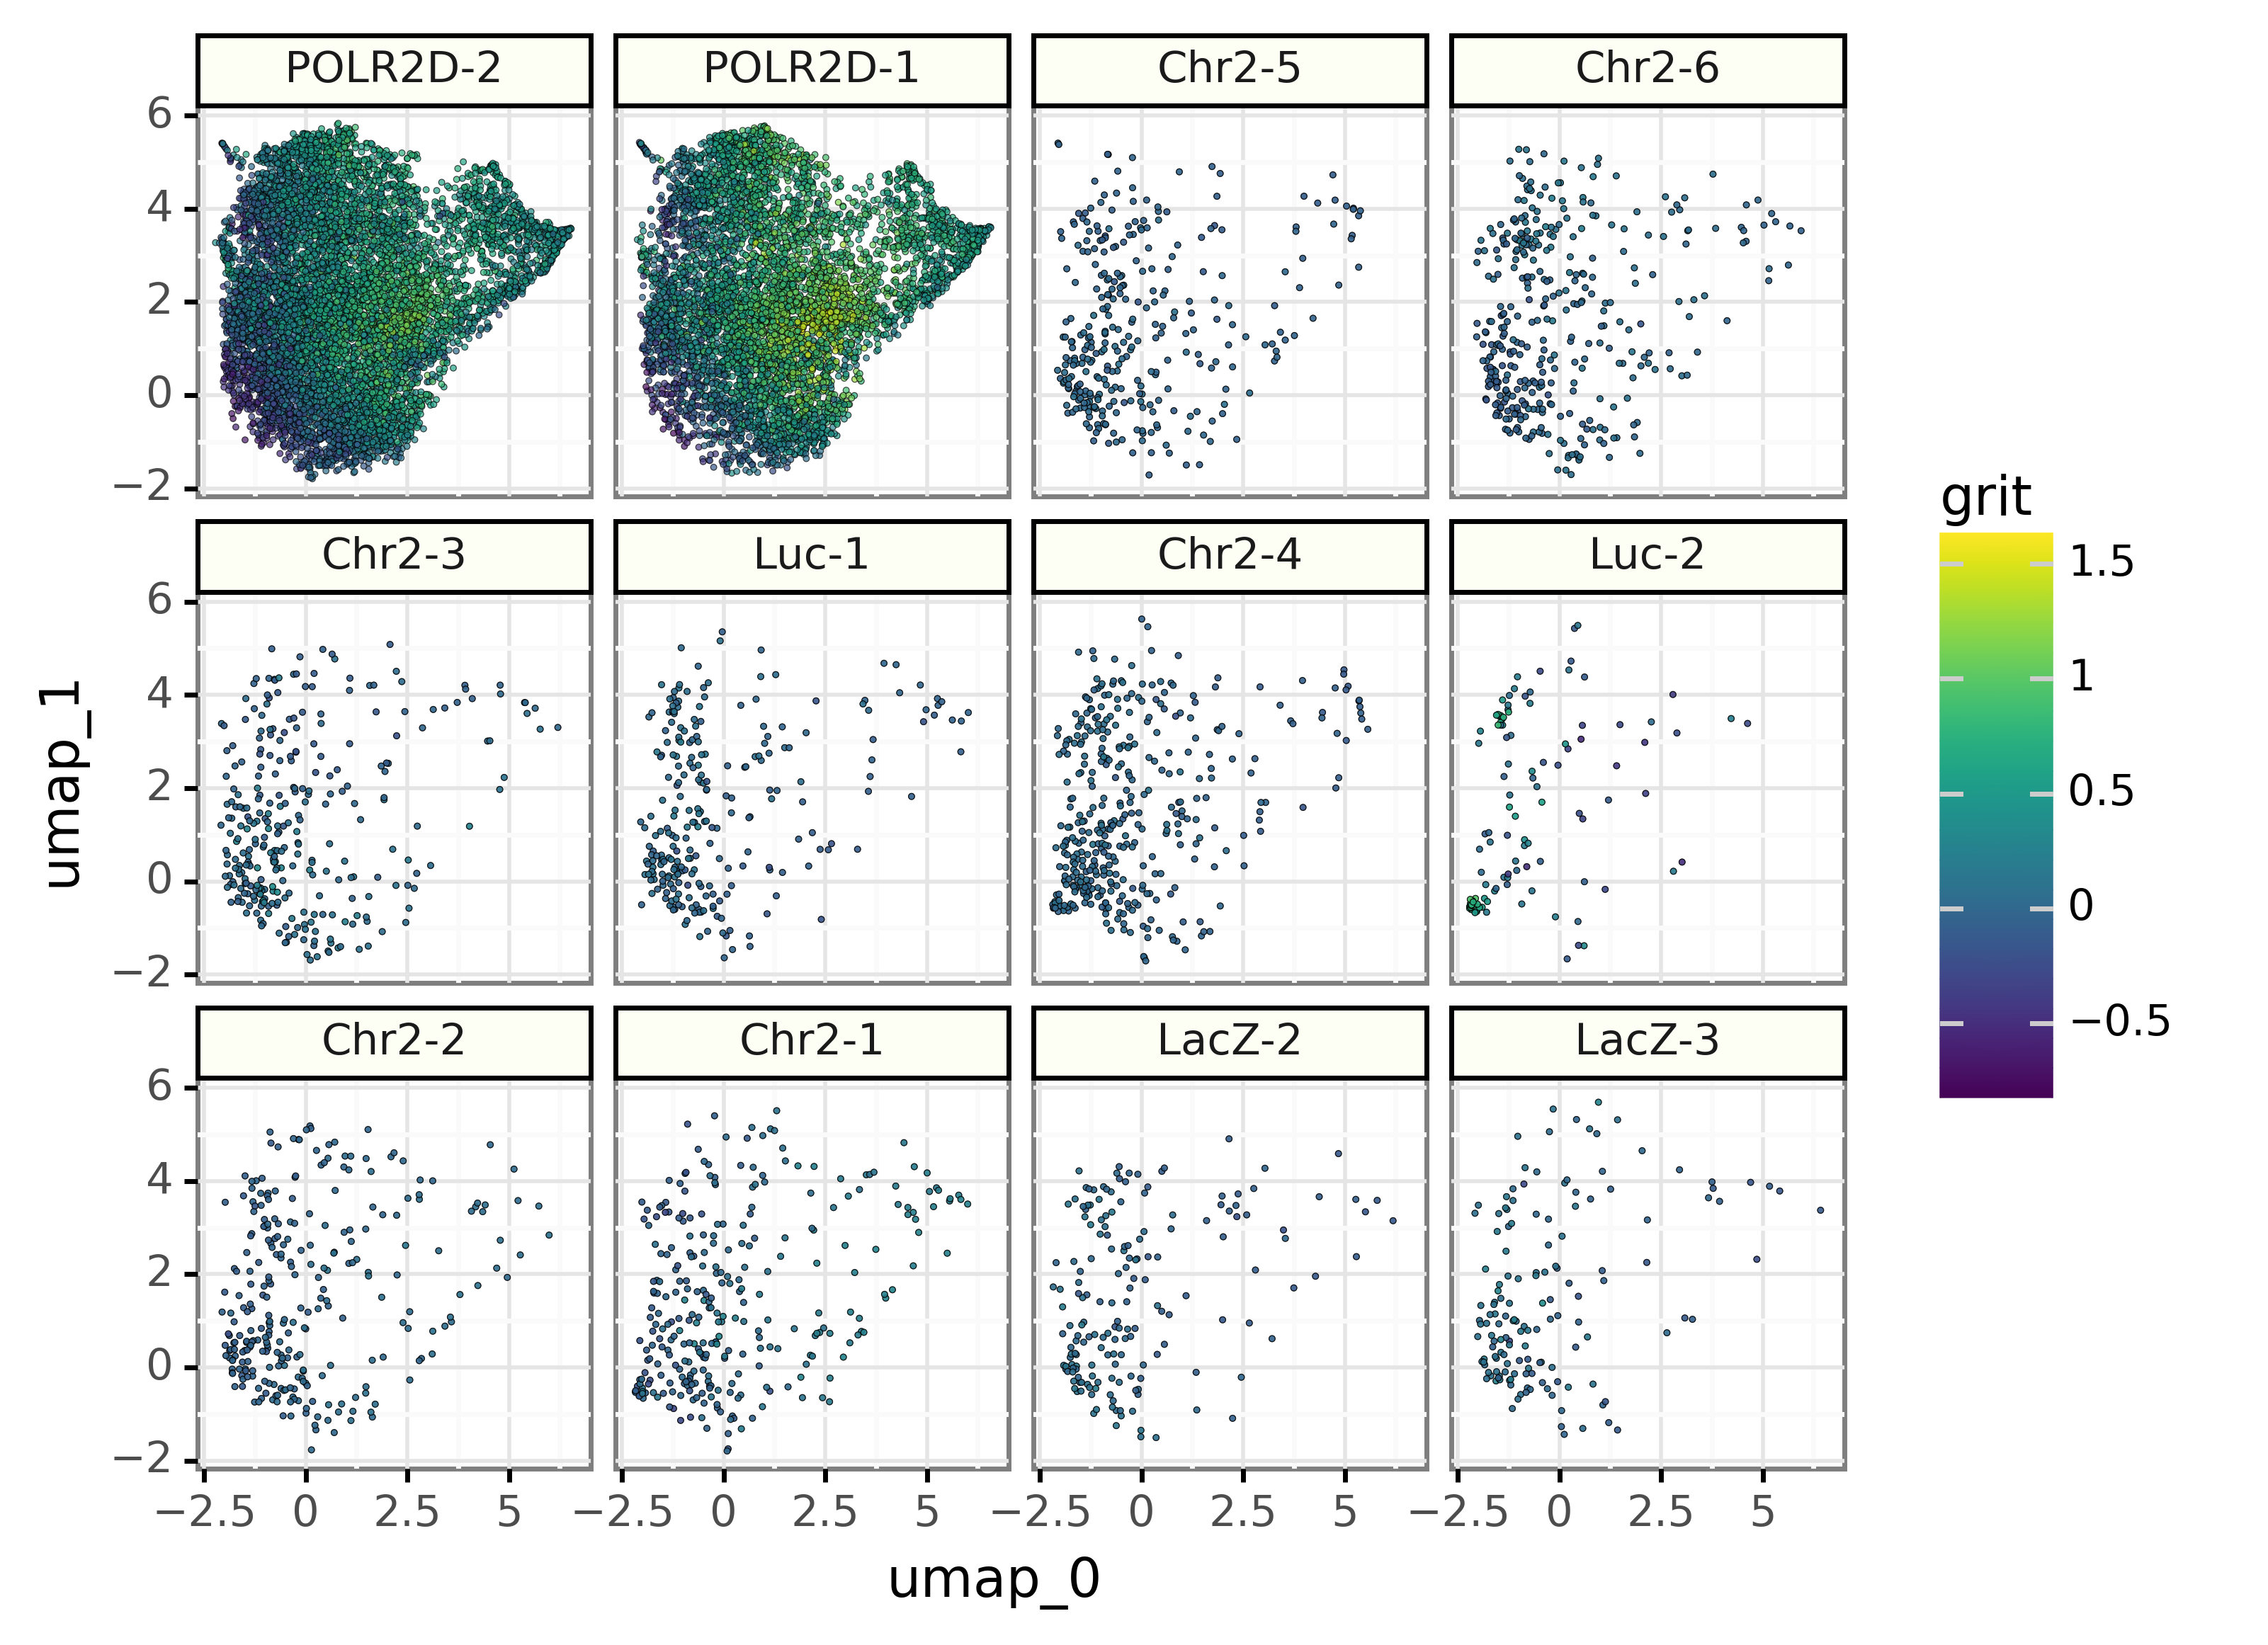 POLR2D-2 POLR2D-1 Chr2-5 Chr2-6
6
4
2
0
−2
Chr2-3 Luc-1 Chr2-4 Luc-2
6
4
2
0
−2
Chr2-2 Chr2-1 LacZ-2 LacZ-3
6
4
2
0
−2
−2.5 0 2.5 5 −2.5 0 2.5 5 −2.5 0 2.5 5 −2.5 0 2.5 5
umap_0
umap_1
grit
1.5
1
0.5
0
−0.5